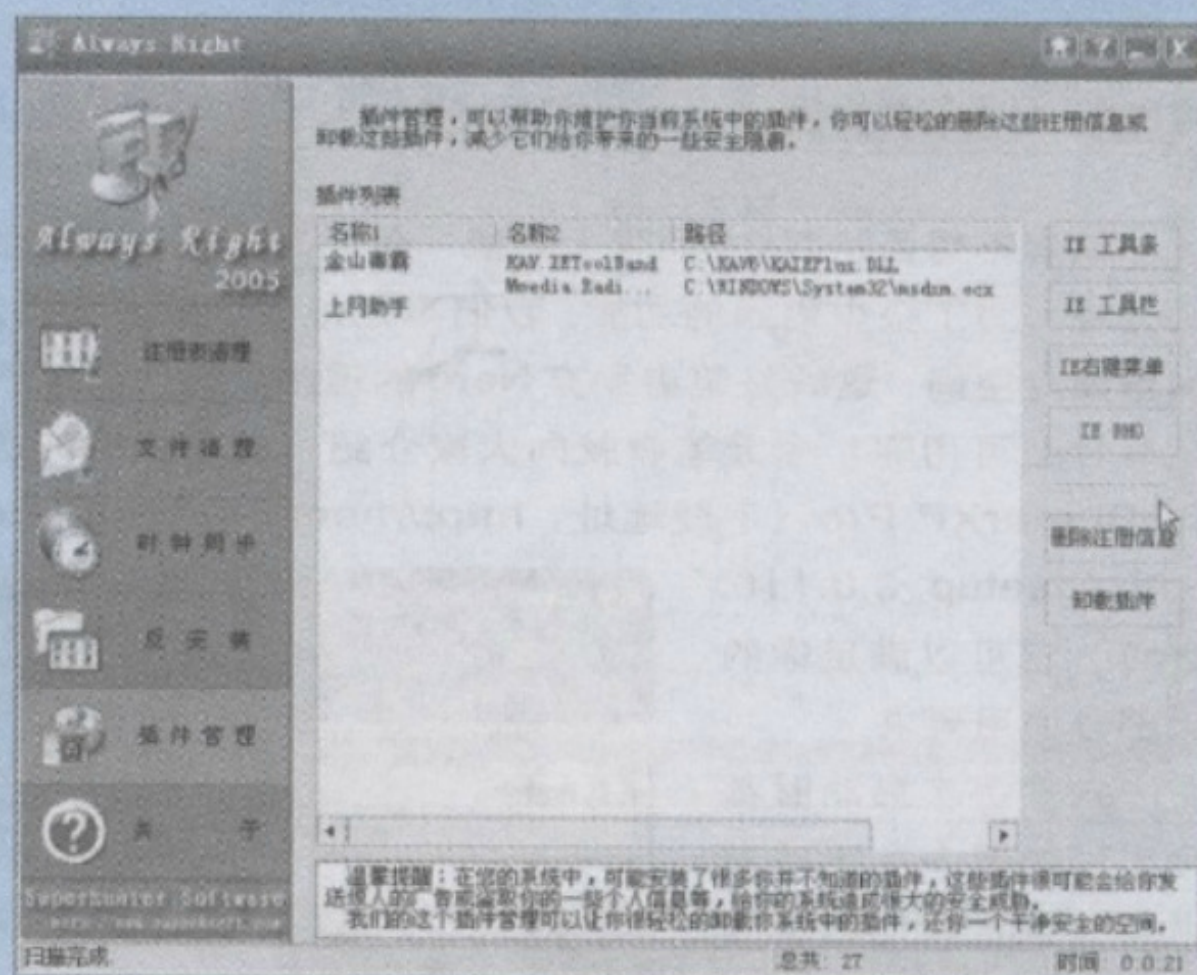 Always Right
插件管理，可以帮助你维护你当前系统中的插件，你可以轻松的删除这些注册信息或
卸载这些插件，减少它们给你带来的一些安全隐患。
插件列表
名称1 名称2 路径
金山毒霸 KAV IEToolBand C:\KAV6\KAIEPlus.DLL
Moedia Radi... C:\WINDOWS\System32\msdxm.ocx
上网助手
Always Right
2005
注册表清理
文件清理
时钟同步
反安装
插件管理
关于
SuperHunter Software
IE 工具条
IE 工具栏
IE右键菜单
IE BHO
删除注册信息
卸载插件
温馨提醒：在您的系统中，可能安装了很多你并不知道的插件，这些插件很可能会给你发
送烦人的广告或盗取你的一些个人信息等，给你的系统造成很大的安全威胁。
我们的这个插件管理可以让你很轻松的卸载你系统中的插件，还你一个干净安全的空间。
扫描完成 总共: 27 时间: 0:0:21